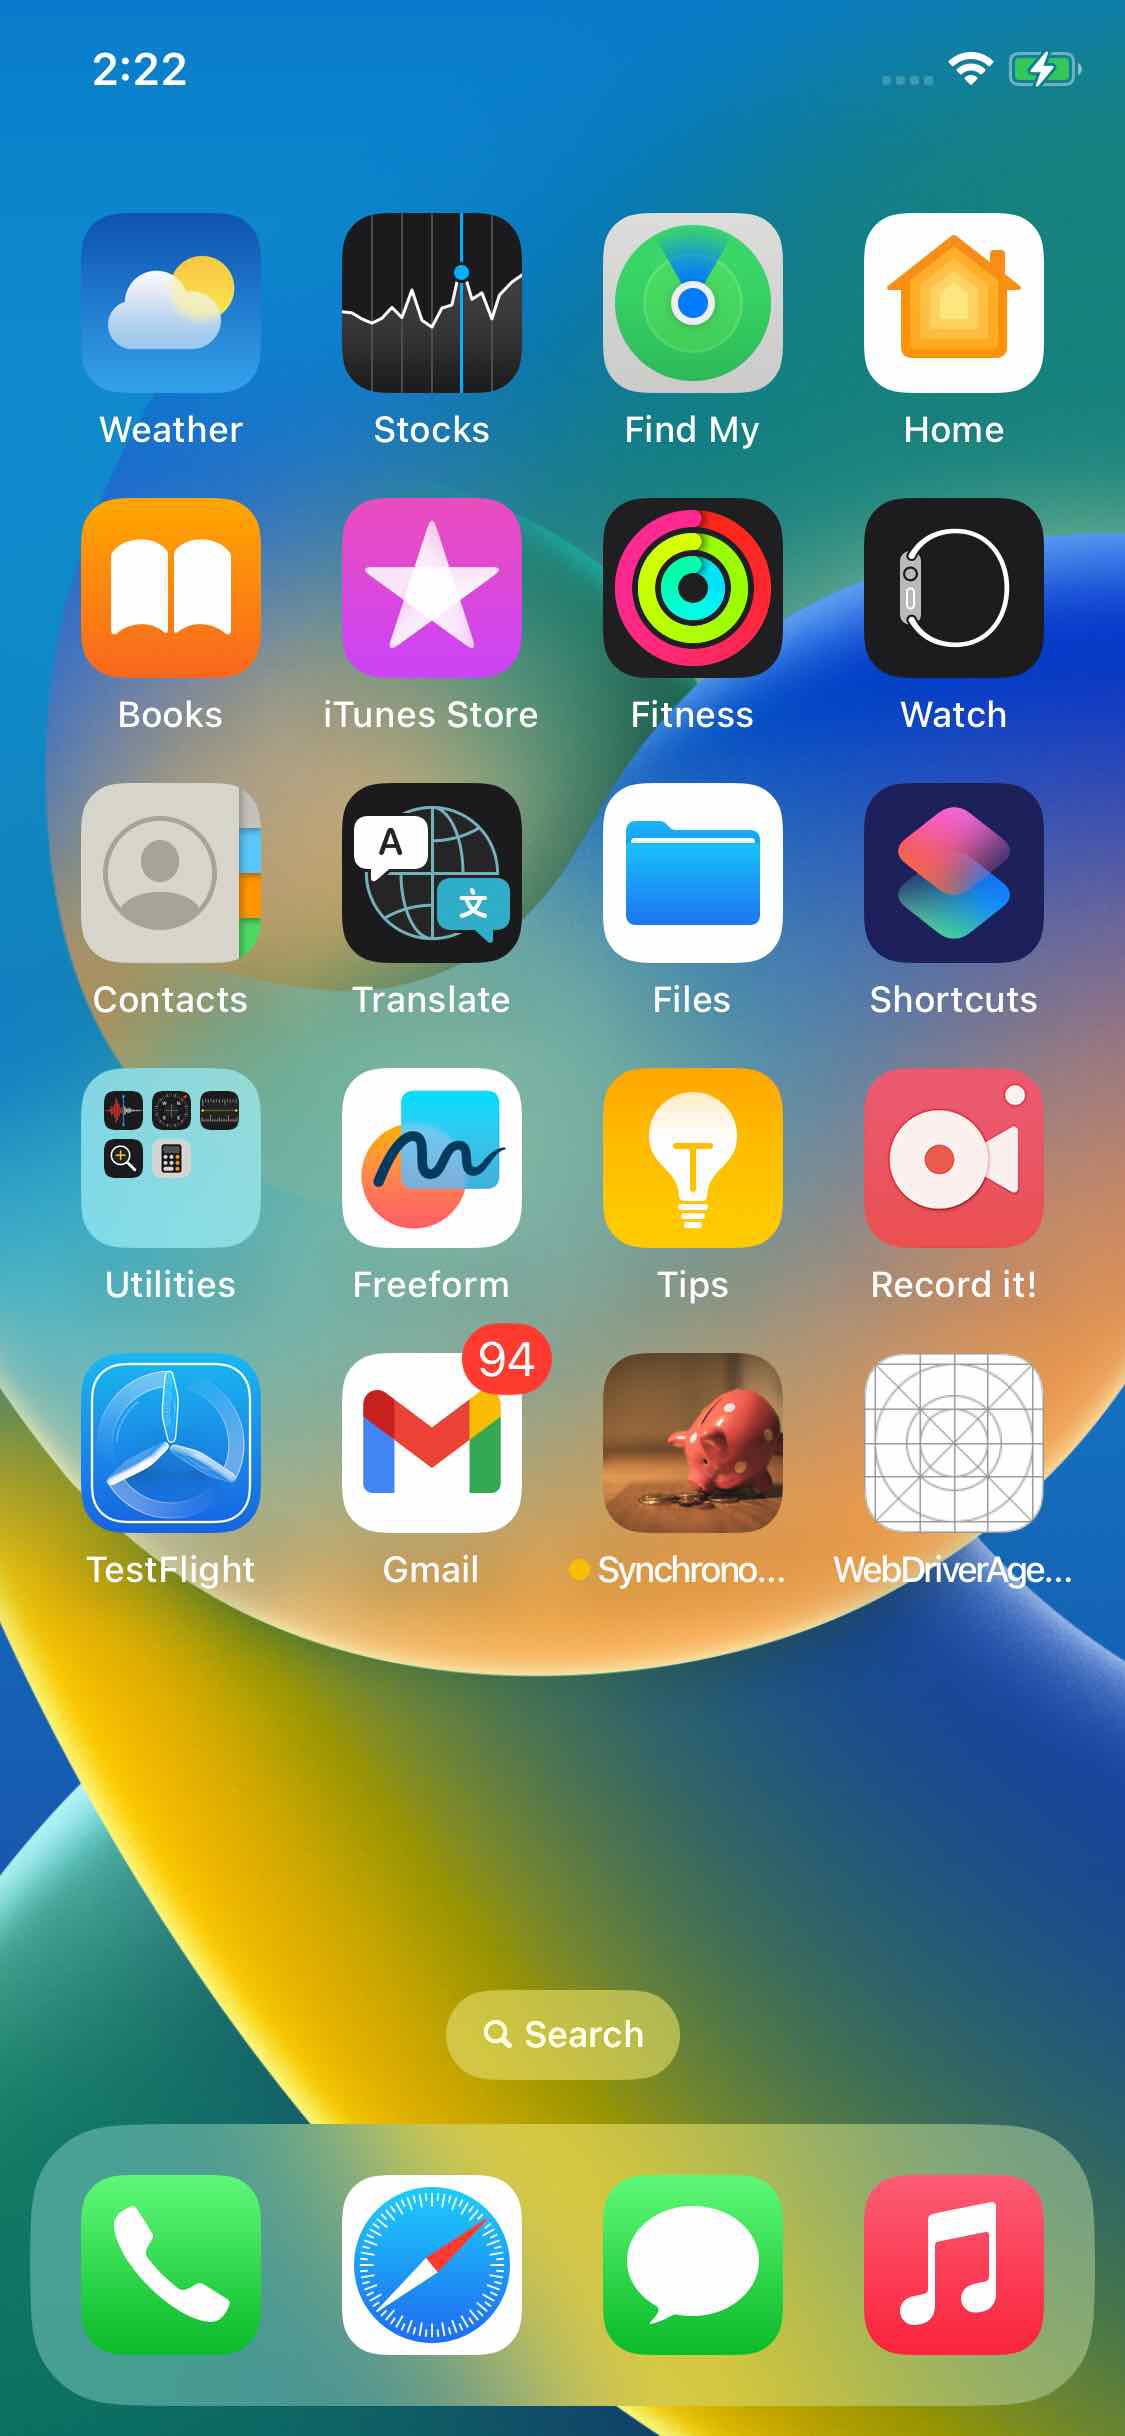 2:22
Weather Stocks Find My Home
Books iTunes Store Fitness Watch
A
文
Contacts Translate Files Shortcuts
Utilities Freeform Tips Record it!
94
TestFlight Gmail Synchrono... WebDriverAge...
Search